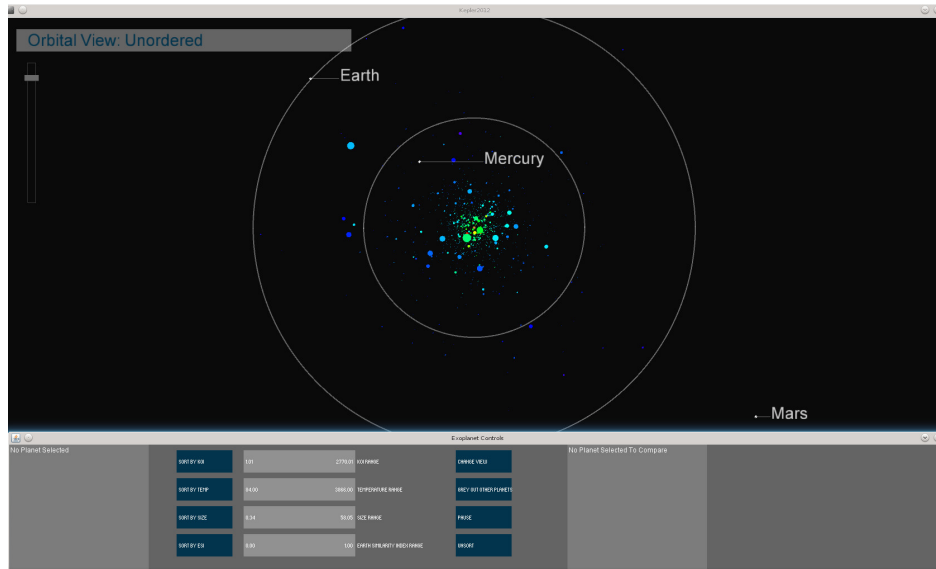 Kepler2012
Orbital View: Unordered
Earth
Mercury
Mars
Exoplanet Controls
No Planet Selected
No Planet Selected To Compare
SORT BY KOI
1.01
2770.01
KOI RANGE
CHANGE VIEW
SORT BY TEMP
TEMPERATURE RANGE
GREY OUT OTHER PLANETS
SORT BY SIZE
0.34
SIZE RANGE
PAUSE
SORT BY ESI
0.00
1.00
EARTH SIMILARITY INDEX RANGE
UNSORT